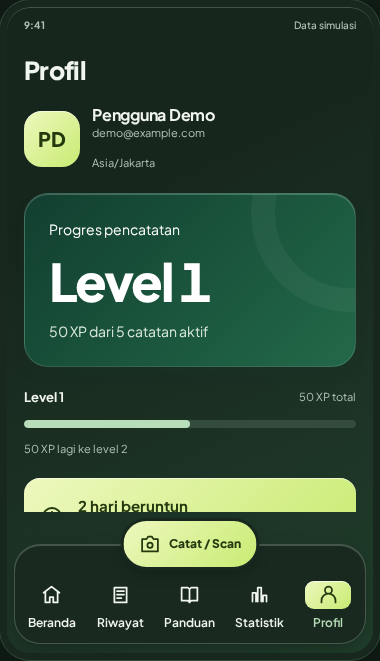 9:41
Data simulasi
Profil
PD
Pengguna Demo
demo@example.com
Asia/Jakarta
Progres pencatatan
Level 1
50 XP dari 5 catatan aktif
Level 1
50 XP total
50 XP lagi ke level 2
2 hari beruntun
Catat / Scan
Beranda
Riwayat
Panduan
Statistik
Profil